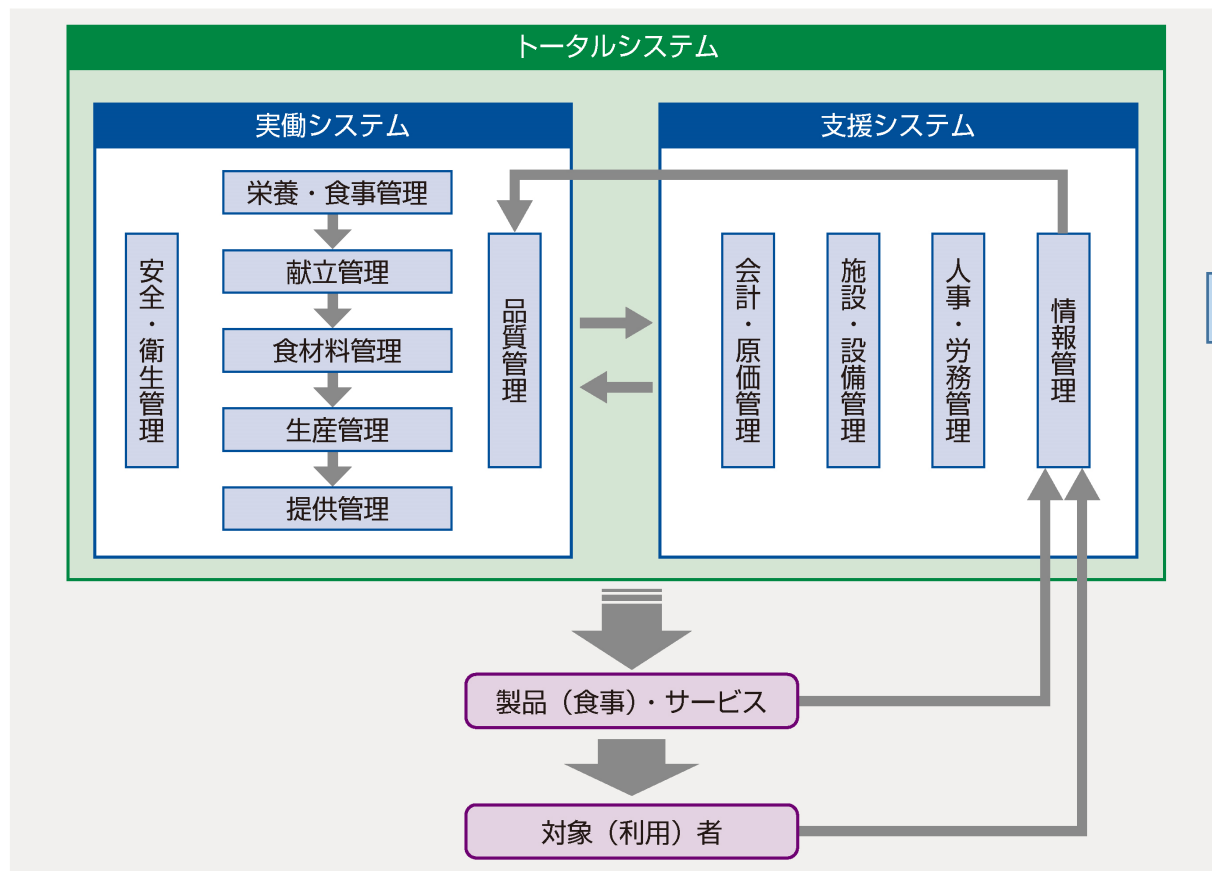 トータルシステム
実働システム
安全・衛生管理
栄養・食事管理
献立管理
食材料管理
生産管理
提供管理
品質管理
支援システム
会計・原価管理
施設・設備管理
人事・労務管理
情報管理
製品（食事）・サービス
対象（利用）者